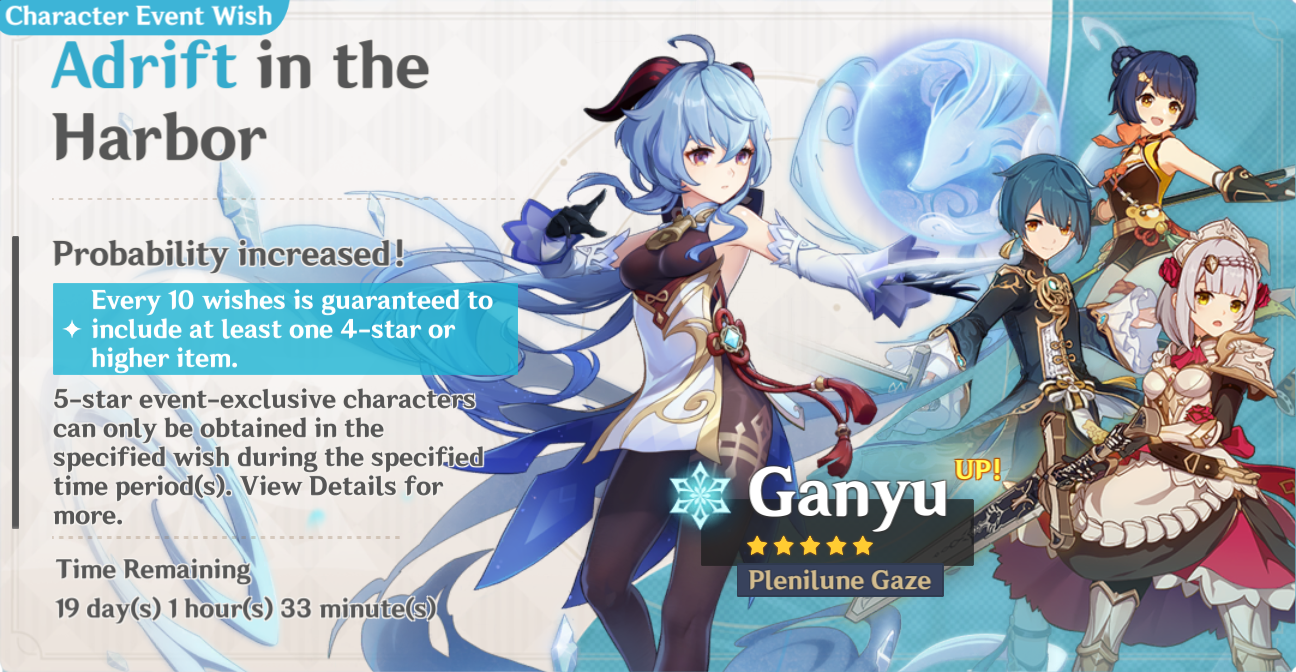 Character Event Wish
Adrift in the
Harbor
Probability increased!
Every 10 wishes is guaranteed to
include at least one 4-star or
higher item.
5-star event-exclusive characters
can only be obtained in the
specified wish during the specified
time period(s). View Details for
more.
Time Remaining
19 day(s) 1 hour(s) 33 minute(s)
Ganyu
UP!
Plenilune Gaze